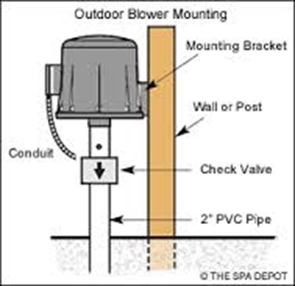 Outdoor Blower Mounting
Mounting Bracket
Wall or Post
Conduit
Check Valve
2" PVC Pipe
© THE SPA DEPOT